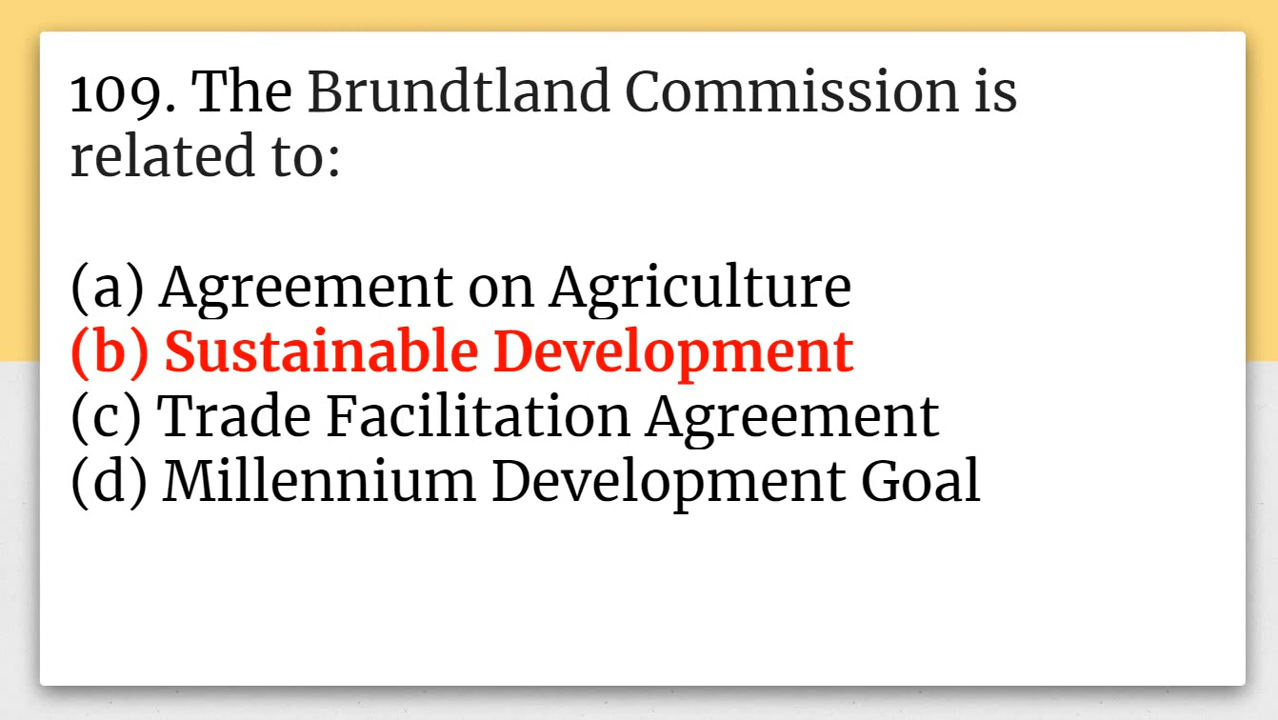 109. The Brundtland Commission is
related to:
(a) Agreement on Agriculture
(b) Sustainable Development
(c) Trade Facilitation Agreement
(d) Millennium Development Goal